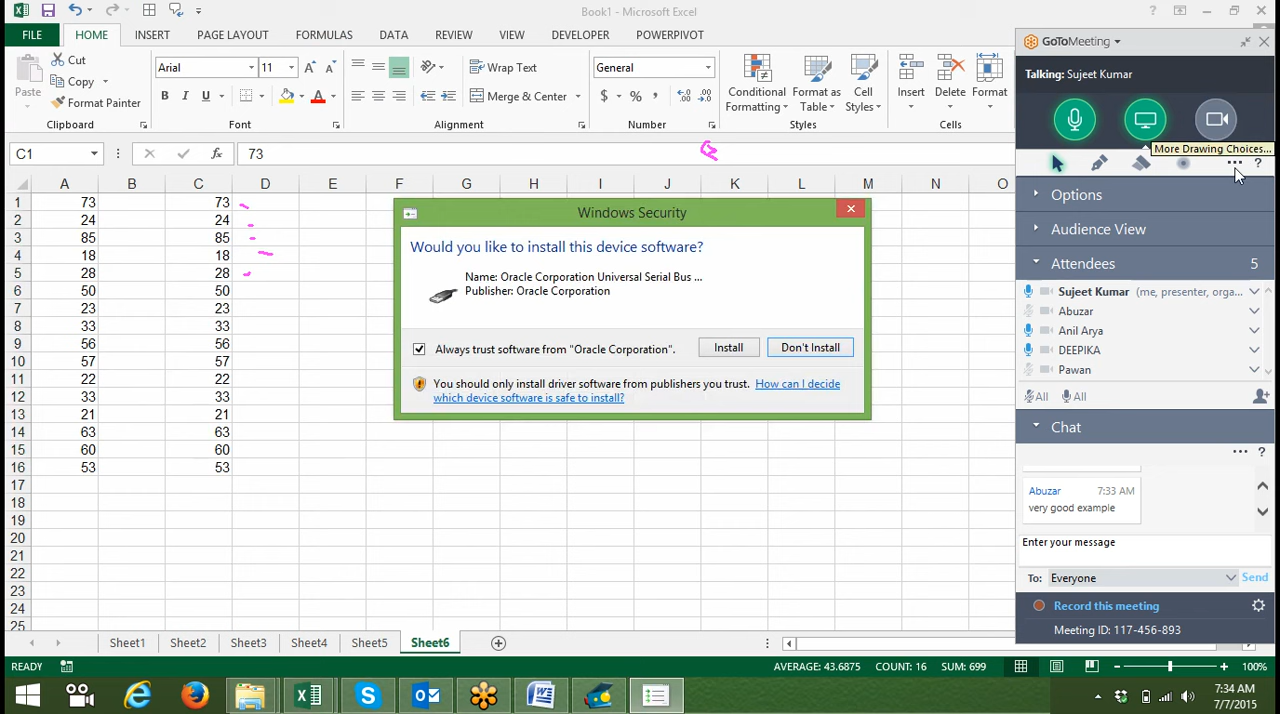 Book1 - Microsoft Excel
FILE HOME INSERT PAGE LAYOUT FORMULAS DATA REVIEW VIEW DEVELOPER POWERPIVOT
Paste
Cut
Copy
Format Painter
Clipboard
Arial 11
B I U
Font
Wrap Text
Merge & Center
Alignment
General
$ % ,
Number
Conditional Formatting
Format as Table
Cell Styles
Styles
Insert Delete Format
Cells
C1 fx 73
A B C D E F G H I J K L M N O
1 73 73
2 24 24
3 85 85
4 18 18
5 28 28
6 50 50
7 23 23
8 33 33
9 56 56
10 57 57
11 22 22
12 33 33
13 21 21
14 63 63
15 60 60
16 53 53
17
18
19
20
21
22
23
24
25
Windows Security
Would you like to install this device software?
Name: Oracle Corporation Universal Serial Bus ...
Publisher: Oracle Corporation
Always trust software from "Oracle Corporation". Install Don't Install
You should only install driver software from publishers you trust. How can I decide
which device software is safe to install?
GoToMeeting
Talking: Sujeet Kumar
More Drawing Choices...
Options
Audience View
Attendees 5
Sujeet Kumar (me, presenter, orga...
Abuzar
Anil Arya
DEEPIKA
Pawan
All All
Chat
Abuzar 7:33 AM
very good example
Enter your message
To: Everyone Send
Record this meeting
Meeting ID: 117-456-893
Sheet1 Sheet2 Sheet3 Sheet4 Sheet5 Sheet6
READY AVERAGE: 43.6875 COUNT: 16 SUM: 699 100%
7:34 AM
7/7/2015